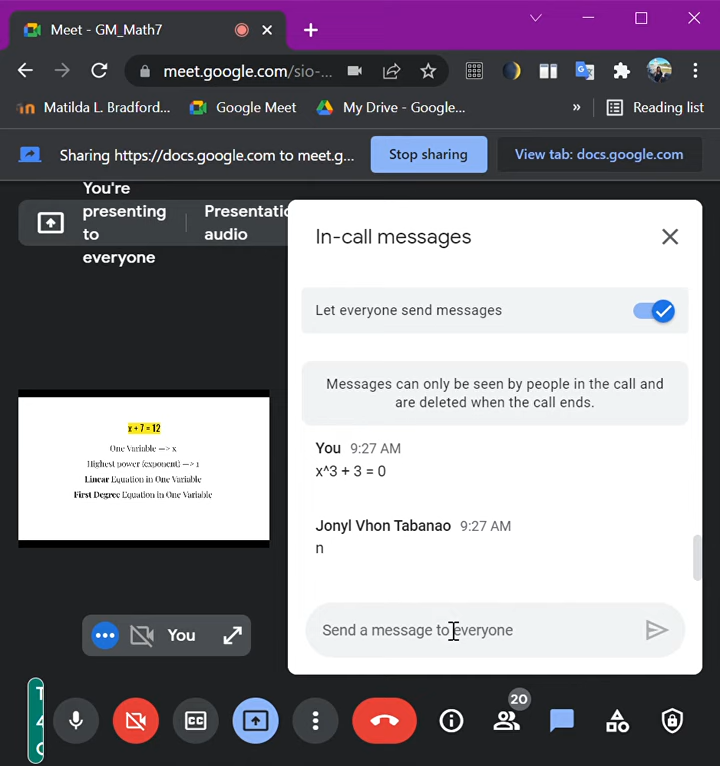 Meet - GM_Math7
meet.google.com/sio-...
Matilda L. Bradford...
Google Meet
My Drive - Google...
»
Reading list
Sharing https://docs.google.com to meet.g...
Stop sharing
View tab: docs.google.com
You're
presenting
to
everyone
Presentatio
audio
In-call messages
Let everyone send messages
Messages can only be seen by people in the call and
are deleted when the call ends.
You 9:27 AM
x^3 + 3 = 0
Jonyl Vhon Tabanao 9:27 AM
n
Send a message to everyone
x + 7 = 12
One Variable —> x
Highest power (exponent) —> 1
Linear Equation in One Variable
First Degree Equation in One Variable
You
20